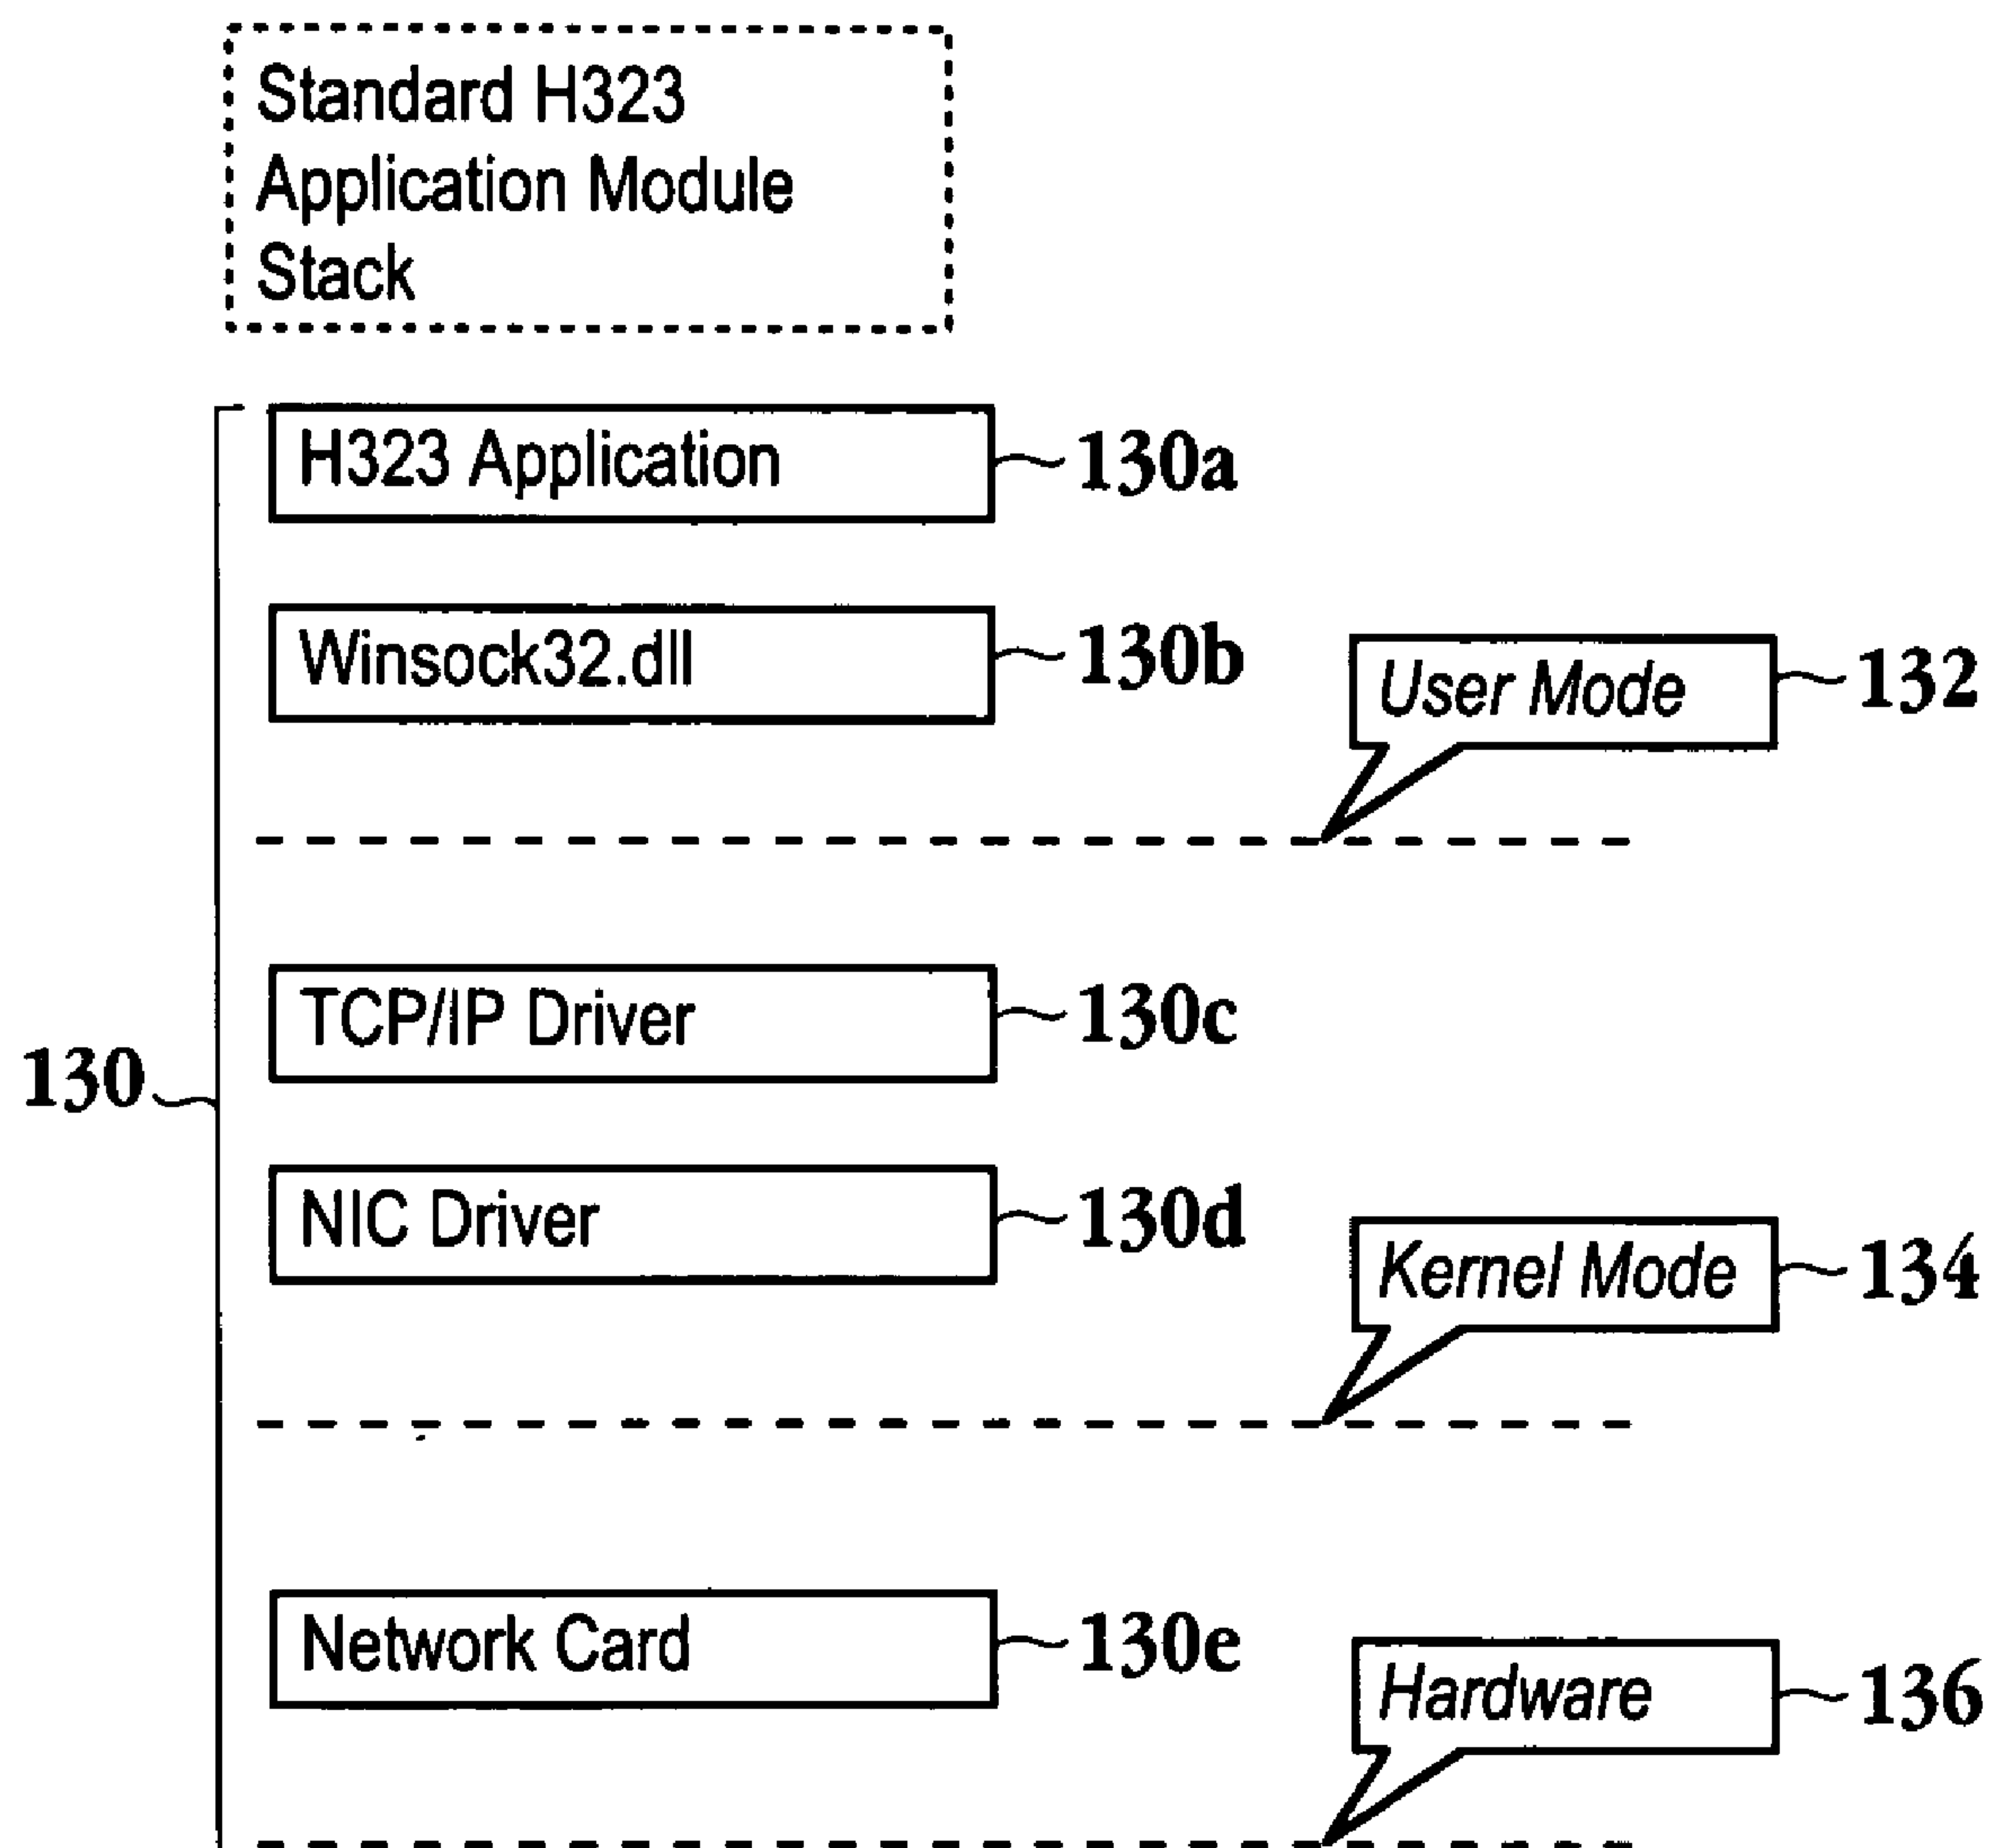 Standard H323
Application Module
Stack
H323 Application 130a
Winsock32.dll 130b
User Mode 132
TCP/IP Driver 130c
130
NIC Driver 130d
Kernel Mode 134
Network Card 130e
Hardware 136